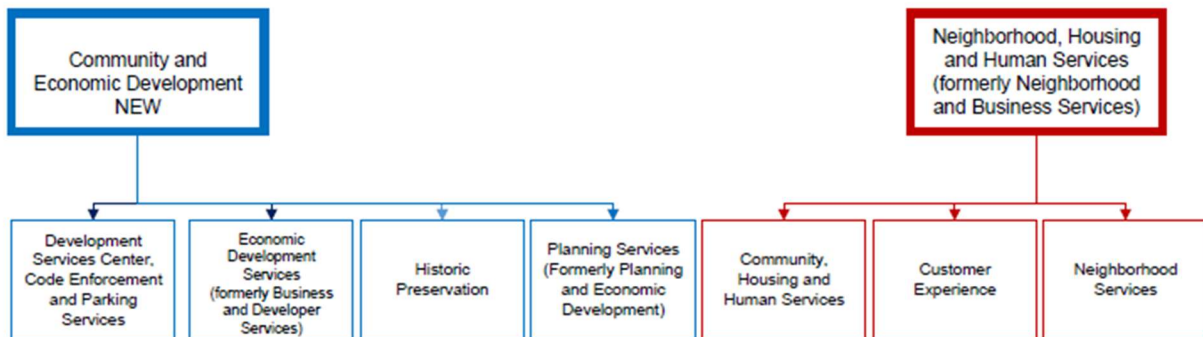 Community and
Economic Development
NEW
Neighborhood, Housing
and Human Services
(formerly Neighborhood
and Business Services)
Development
Services Center,
Code Enforcement
and Parking
Services
Economic
Development
Services
(formerly Business
and Developer
Services)
Historic
Preservation
Planning Services
(Formerly Planning
and Economic
Development)
Community,
Housing and
Human Services
Customer
Experience
Neighborhood
Services